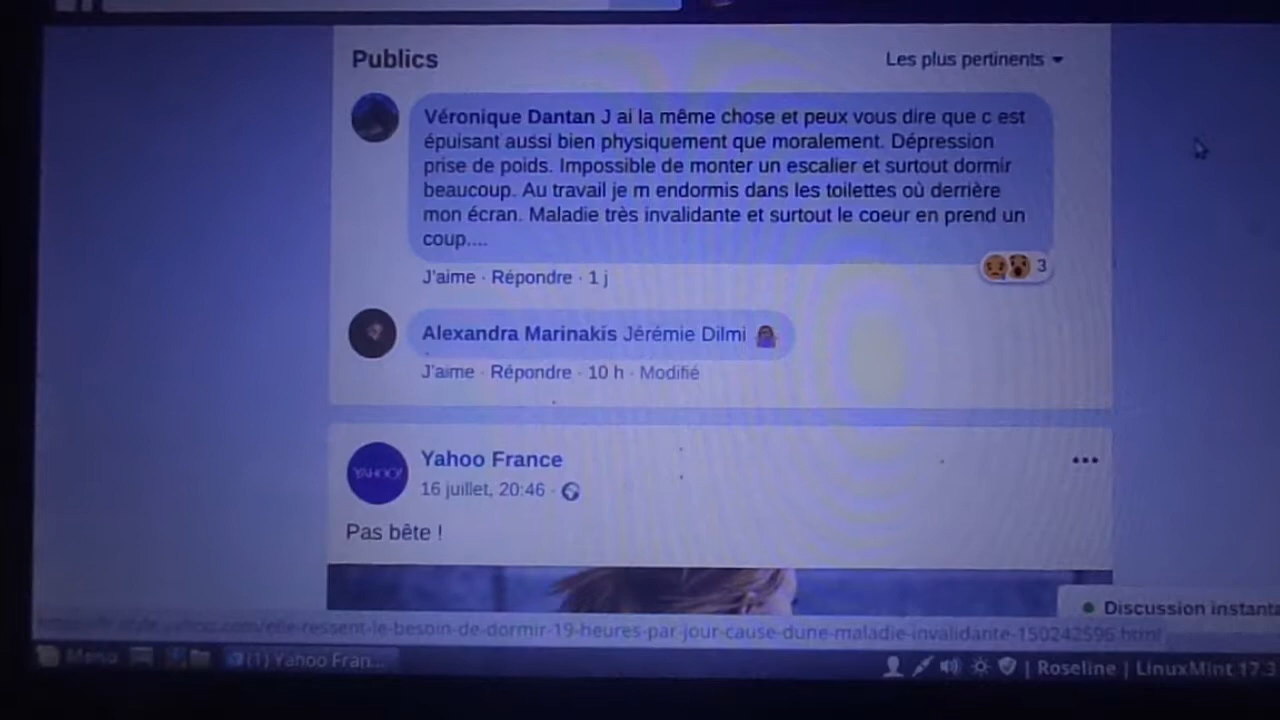 Publics
Les plus pertinents
Véronique Dantan J ai la même chose et peux vous dire que c est
épuisant aussi bien physiquement que moralement. Dépression
prise de poids. Impossible de monter un escalier et surtout dormir
beaucoup. Au travail je m endormis dans les toilettes où derrière
mon écran. Maladie très invalidante et surtout le coeur en prend un
coup....
3
J'aime · Répondre · 1 j
Alexandra Marinakis Jérémie Dilmi
J'aime · Répondre · 10 h · Modifié
YAHOO!
Yahoo France
16 juillet, 20:46 ·
Pas bête !
Discussion instanta
style.yahoo.com/elle-ressent-le-besoin-de-dormir-19-heures-par-jour-cause-dune-maladie-invalidante-150242595.html
Menu
(1) Yahoo Fran...
| Roseline | LinuxMint 17.3